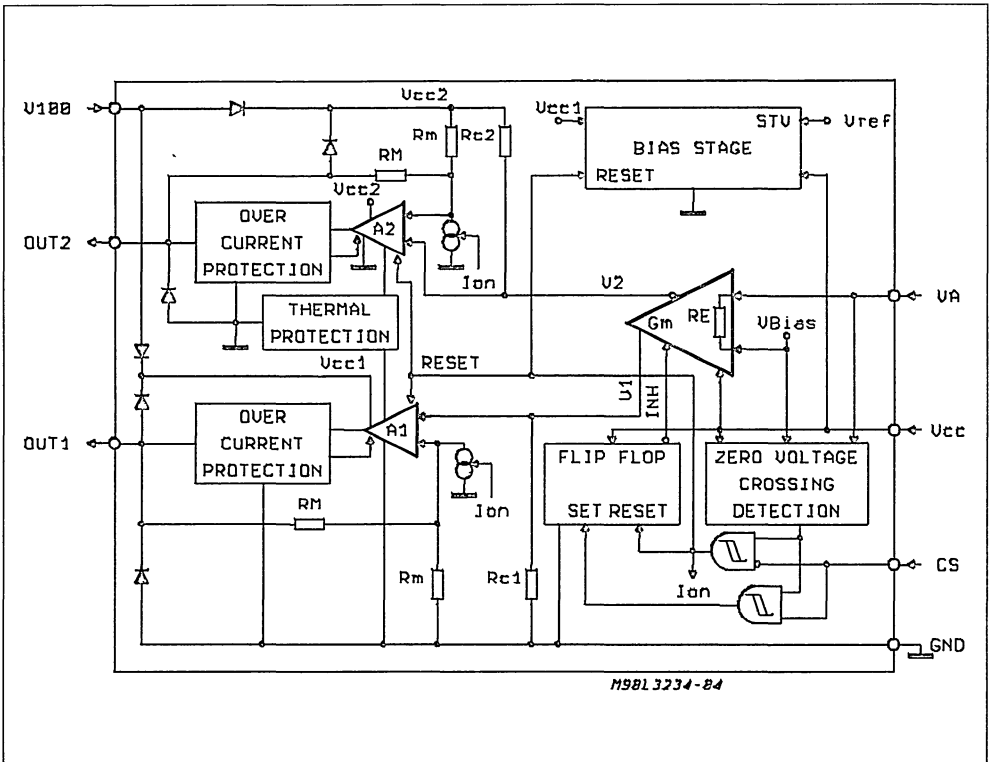 V100
Vcc2
Vcc1
STV
Vref
Rm
Rc2
BIAS STAGE
RM
RESET
Vcc2
OVER
CURRENT
PROTECTION
A2
OUT2
Ion
THERMAL
PROTECTION
V2
VA
Gm
RE
VBias
Vcc1
RESET
V1
INH
OVER
CURRENT
PROTECTION
A1
OUT1
Vcc
FLIP FLOP
SET RESET
ZERO VOLTAGE
CROSSING
DETECTION
Ion
RM
CS
Rm
Rc1
Ion
GND
M98L3234-04